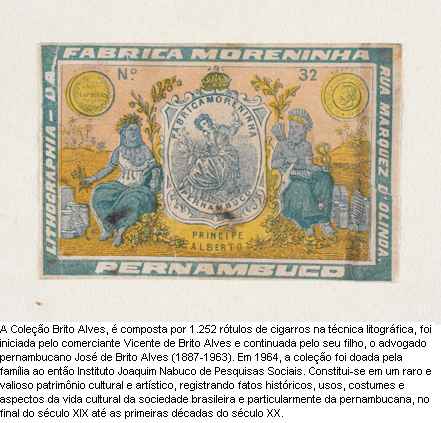 FABRICA MORENINHA
LITHOGRAPHIA - DA
RUA MARQUEZ D'OLINDA.
Nº 32
FABRICA MORENINHA
PERNAMBUCO
PRINCIPE
ALBERTO
PERNAMBUCO
A Coleção Brito Alves, é composta por 1.252 rótulos de cigarros na técnica litográfica, foi
iniciada pelo comerciante Vicente de Brito Alves e continuada pelo seu filho, o advogado
pernambucano José de Brito Alves (1887-1963). Em 1964, a coleção foi doada pela
família ao então Instituto Joaquim Nabuco de Pesquisas Sociais. Constitui-se em um raro e
valioso patrimônio cultural e artístico, registrando fatos históricos, usos, costumes e
aspectos da vida cultural da sociedade brasileira e particularmente da pernambucana, no
final do século XIX até as primeiras décadas do século XX.